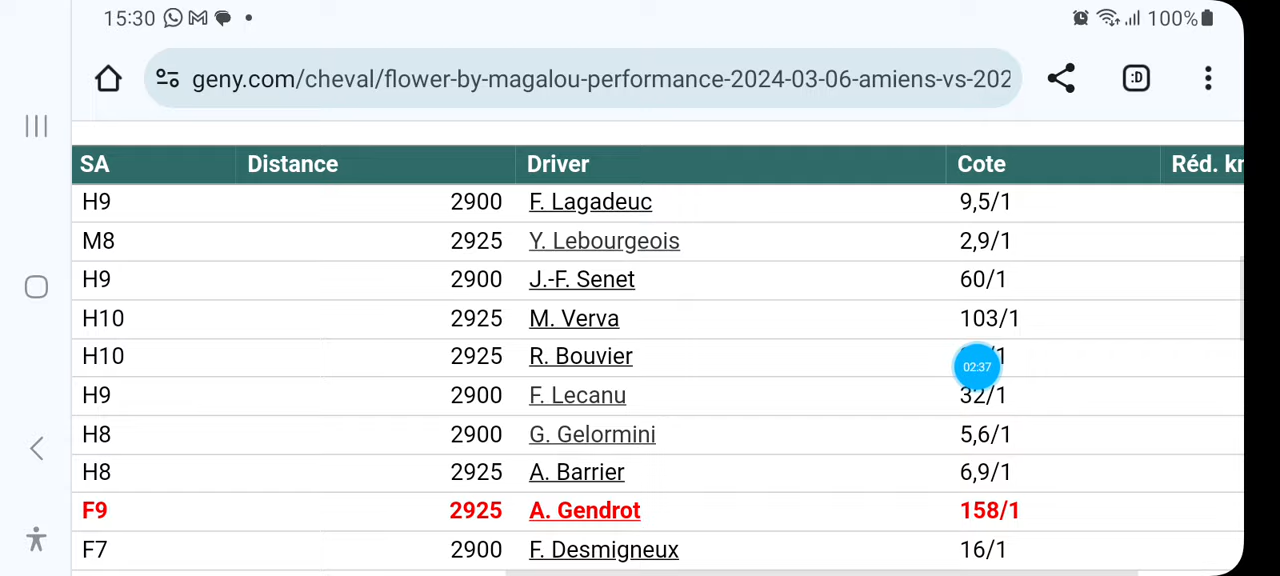 15:30 100%
geny.com/cheval/flower-by-magalou-performance-2024-03-06-amiens-vs-202 :D
SA Distance Driver Cote Réd. kr
H9 2900 F. Lagadeuc 9,5/1
M8 2925 Y. Lebourgeois 2,9/1
H9 2900 J.-F. Senet 60/1
H10 2925 M. Verva 103/1
H10 2925 R. Bouvier /1
02:37
H9 2900 F. Lecanu 32/1
H8 2900 G. Gelormini 5,6/1
H8 2925 A. Barrier 6,9/1
F9 2925 A. Gendrot 158/1
F7 2900 F. Desmigneux 16/1